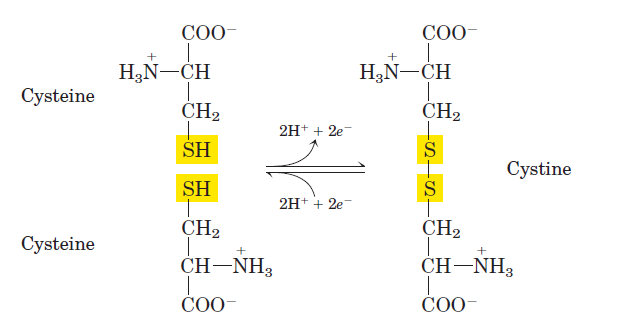 COO⁻ COO⁻
H₃N⁺—CH H₃N⁺—CH
Cysteine
CH₂ CH₂
2H⁺ + 2e⁻
SH S
Cystine
SH S
2H⁺ + 2e⁻
CH₂ CH₂
Cysteine
CH—N⁺H₃ CH—N⁺H₃
COO⁻ COO⁻